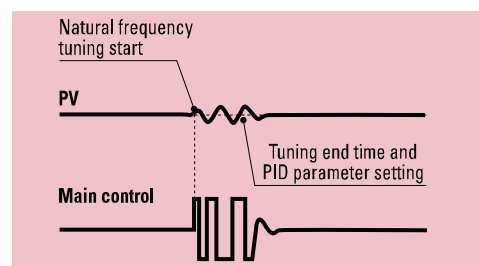 Natural frequency
tuning start
PV
Tuning end time and
PID parameter setting
Main control